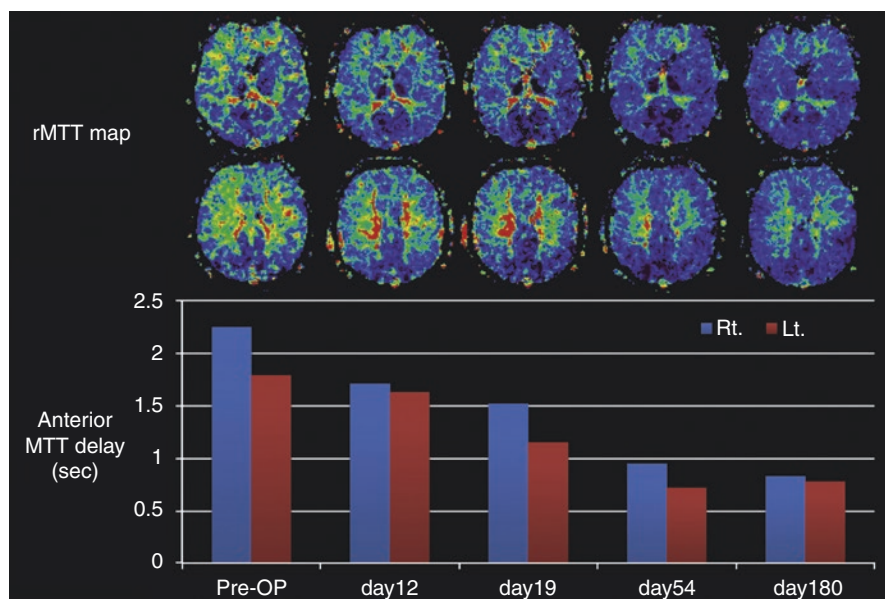 rMTT map
2.5
Rt. Lt.
2
1.5
Anterior
MTT delay
(sec)
1
0.5
0
Pre-OP day12 day19 day54 day180